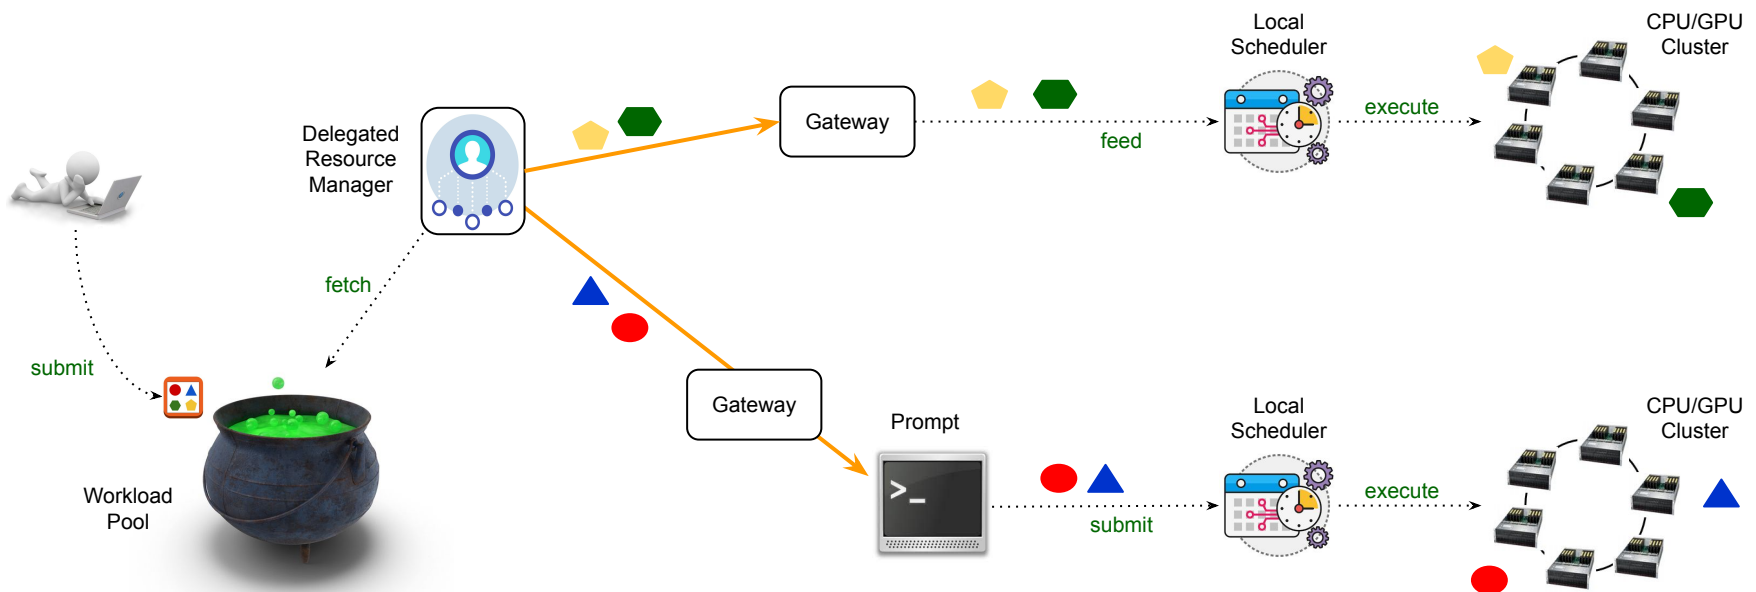 Local
Scheduler
CPU/GPU
Cluster
Delegated
Resource
Manager
Gateway
feed
execute
fetch
submit
Gateway
Prompt
>_
Local
Scheduler
CPU/GPU
Cluster
submit
execute
Workload
Pool